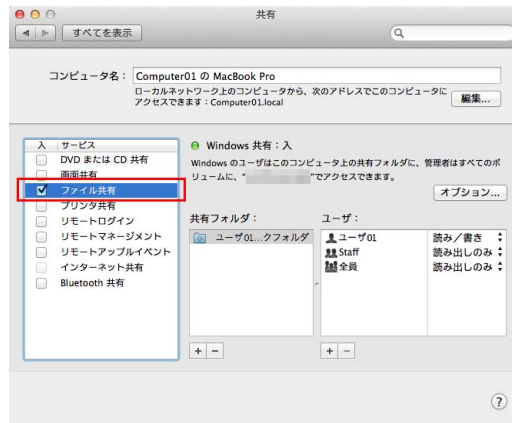 共有
すべてを表示
コンピュータ名：
Computer01 の MacBook Pro
ローカルネットワーク上のコンピュータから、次のアドレスでこのコンピュータに
アクセスできます：Computer01.local
編集...
入 サービス
DVD または CD 共有
画面共有
ファイル共有
プリンタ共有
リモートログイン
リモートマネージメント
リモートアップルイベント
インターネット共有
Bluetooth 共有
Windows 共有：入
Windows のユーザはこのコンピュータ上の共有フォルダに、管理者はすべてのボ
リュームに、“ ”でアクセスできます。
オプション...
共有フォルダ：
ユーザ01...クフォルダ
ユーザ：
ユーザ01 読み／書き
Staff 読み出しのみ
全員 読み出しのみ
+ −
+ −
?